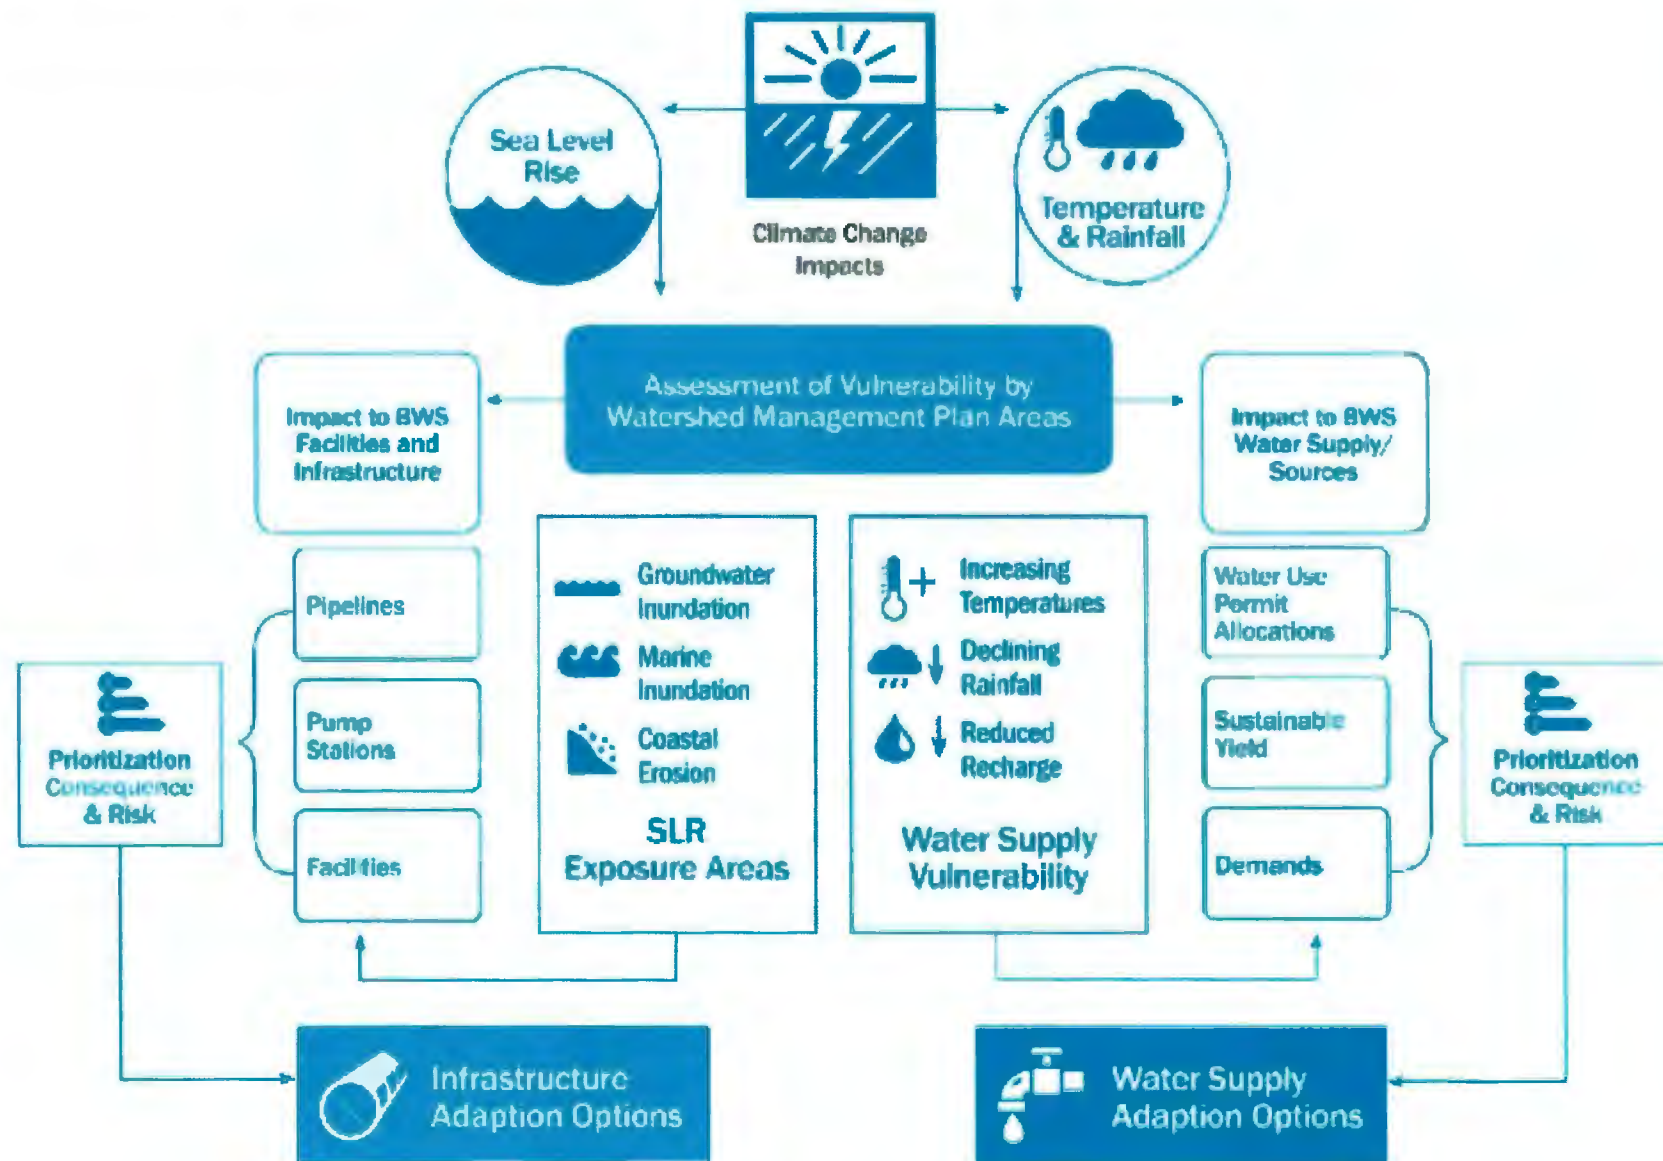 Sea Level
Rise
Climate Change
Impacts
Temperature
& Rainfall
Assessment of Vulnerability by
Watershed Management Plan Areas
Impact to BWS
Facilities and
Infrastructure
Impact to BWS
Water Supply/
Sources
Pipelines
Pump
Stations
Facilities
Prioritization
Consequence
& Risk
Groundwater
Inundation
Marine
Inundation
Coastal
Erosion
SLR
Exposure Areas
Increasing
Temperatures
Declining
Rainfall
Reduced
Recharge
Water Supply
Vulnerability
Water Use
Permit
Allocations
Sustainable
Yield
Demands
Prioritization
Consequence
& Risk
Infrastructure
Adaption Options
Water Supply
Adaption Options